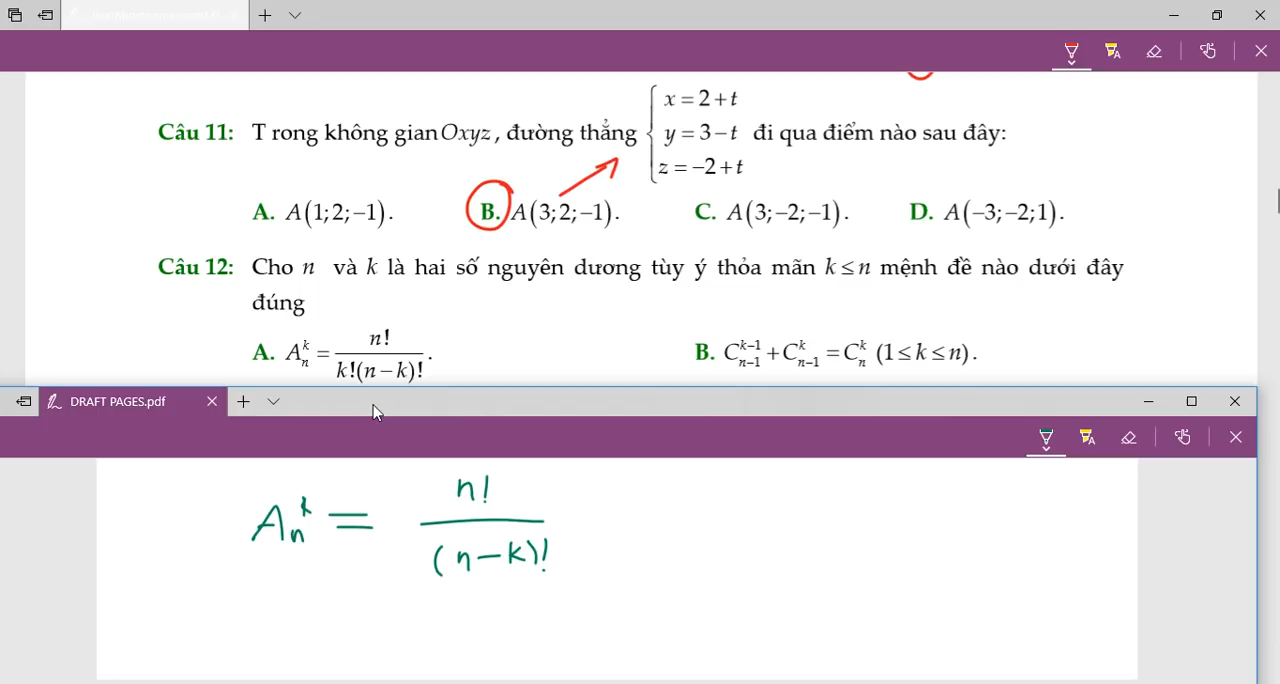 Câu 11: T rong không gian Oxyz, đường thẳng { x = 2 + t
y = 3 − t
z = −2 + t đi qua điểm nào sau đây:
A. A(1;2;−1). B. A(3;2;−1). C. A(3;−2;−1). D. A(−3;−2;1).
Câu 12: Cho n và k là hai số nguyên dương tùy ý thỏa mãn k ≤ n mệnh đề nào dưới đây
đúng
A. A_n^k = n!/(k!(n−k)!). B. C_{n−1}^{k−1} + C_{n−1}^k = C_n^k (1 ≤ k ≤ n).
DRAFT PAGES.pdf
A_n^k = n!/(n−k)!